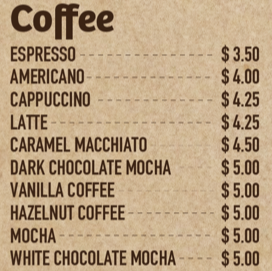 Coffee
ESPRESSO $ 3.50
AMERICANO $ 4.00
CAPPUCCINO $ 4.25
LATTE $ 4.25
CARAMEL MACCHIATO $ 4.50
DARK CHOCOLATE MOCHA $ 5.00
VANILLA COFFEE $ 5.00
HAZELNUT COFFEE $ 5.00
MOCHA $ 5.00
WHITE CHOCOLATE MOCHA $ 5.00